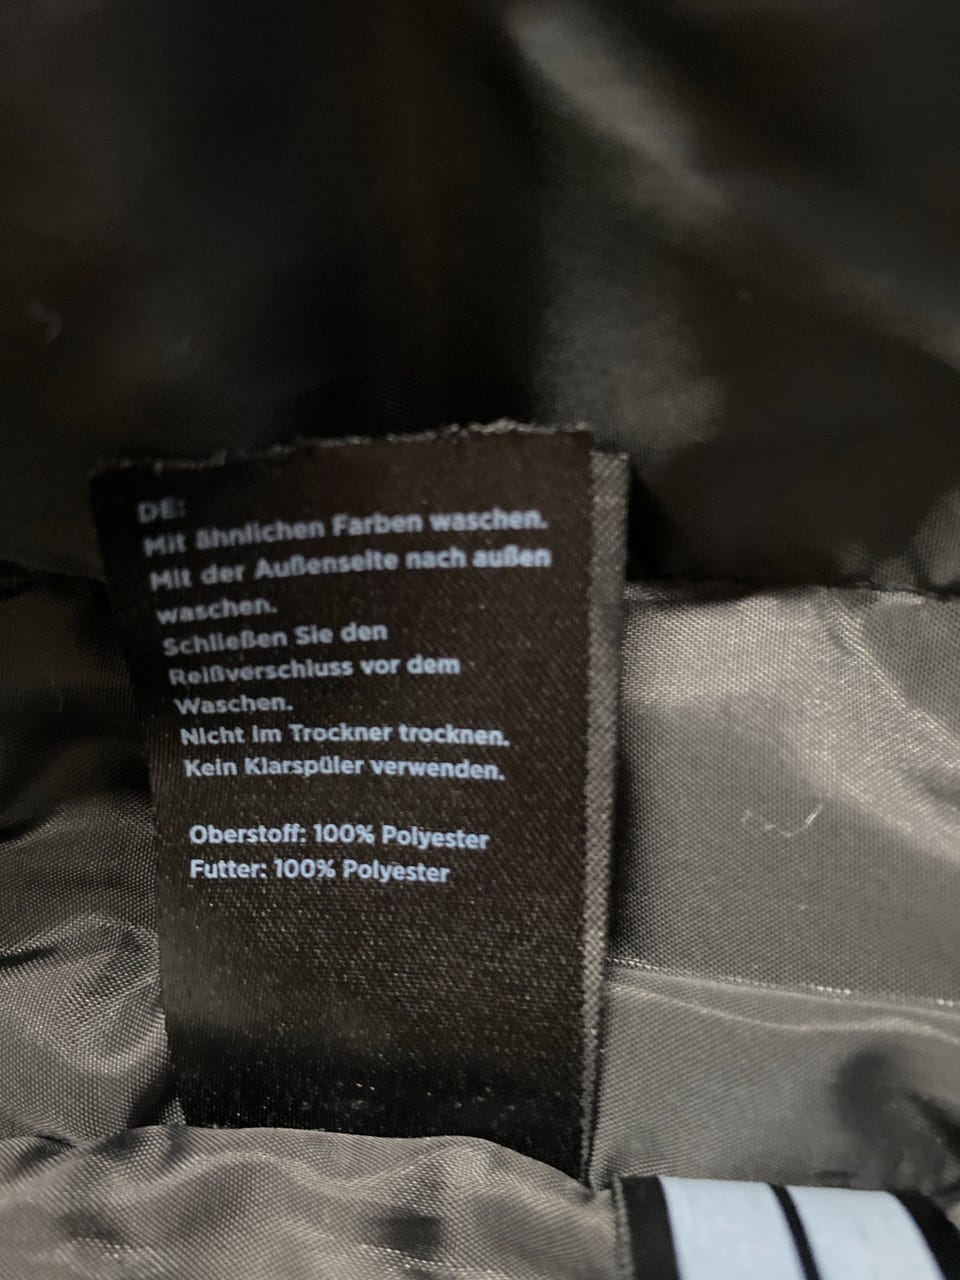 DE:
Mit ähnlichen Farben waschen.
Mit der Außenseite nach außen
waschen.
Schließen Sie den
Reißverschluss vor dem
Waschen.
Nicht im Trockner trocknen.
Kein Klarspüler verwenden.
Oberstoff: 100% Polyester
Futter: 100% Polyester